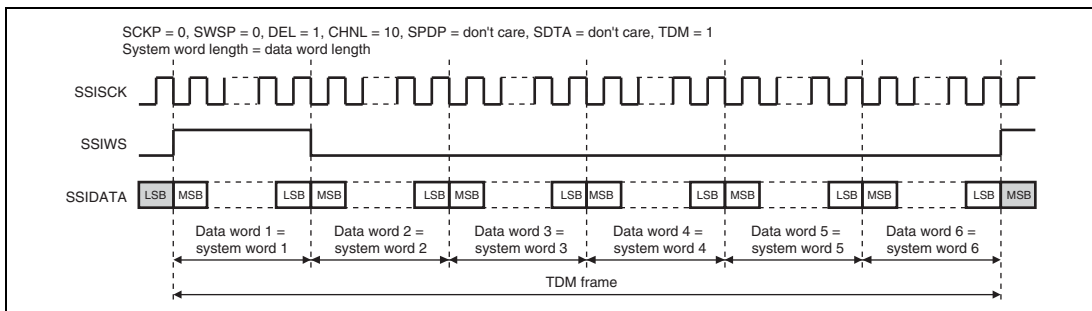 SCKP = 0, SWSP = 0, DEL = 1, CHNL = 10, SPDP = don't care, SDTA = don't care, TDM = 1
System word length = data word length
SSISCK
SSIWS
SSIDATA
LSB MSB LSB MSB LSB MSB LSB MSB LSB MSB LSB MSB LSB MSB
Data word 1 = Data word 2 = Data word 3 = Data word 4 = Data word 5 = Data word 6 =
system word 1 system word 2 system word 3 system word 4 system word 5 system word 6
TDM frame